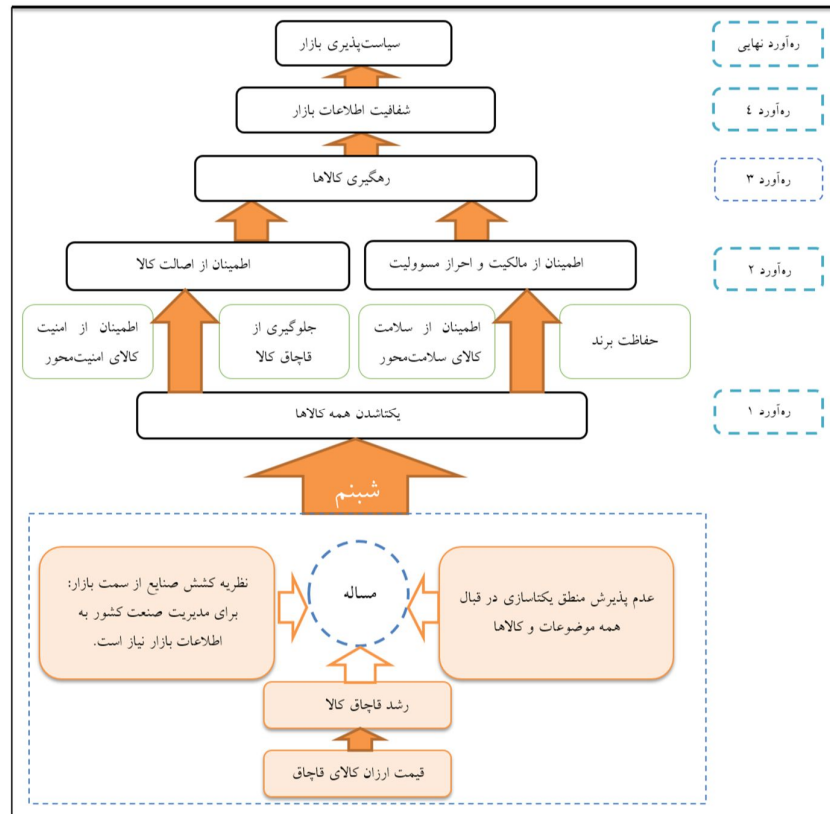 سیاست‌پذیری بازار
ره‌آورد نهایی
شفافیت اطلاعات بازار
ره‌آورد ٤
رهگیری کالاها
ره‌آورد ۳
اطمینان از مالکیت و احراز مسوولیت
اطمینان از اصالت کالا
ره‌آورد ۲
حفاظت برند
اطمینان از سلامت
کالای سلامت‌محور
جلوگیری از
قاچاق کالا
اطمینان از امنیت
کالای امنیت‌محور
یکتاشدن همه کالاها
ره‌آورد ۱
شبنم
مساله
عدم پذیرش منطق یکتاسازی در قبال
همه موضوعات و کالاها
نظریه کشش صنایع از سمت بازار:
برای مدیریت صنعت کشور به
اطلاعات بازار نیاز است.
رشد قاچاق کالا
قیمت ارزان کالای قاچاق